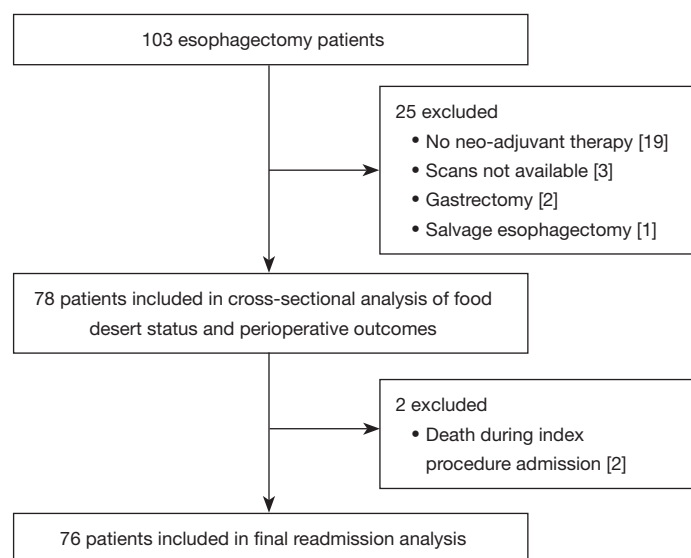 103 esophagectomy patients
25 excluded
• No neo-adjuvant therapy [19]
• Scans not available [3]
• Gastrectomy [2]
• Salvage esophagectomy [1]
78 patients included in cross-sectional analysis of food
desert status and perioperative outcomes
2 excluded
• Death during index
procedure admission [2]
76 patients included in final readmission analysis